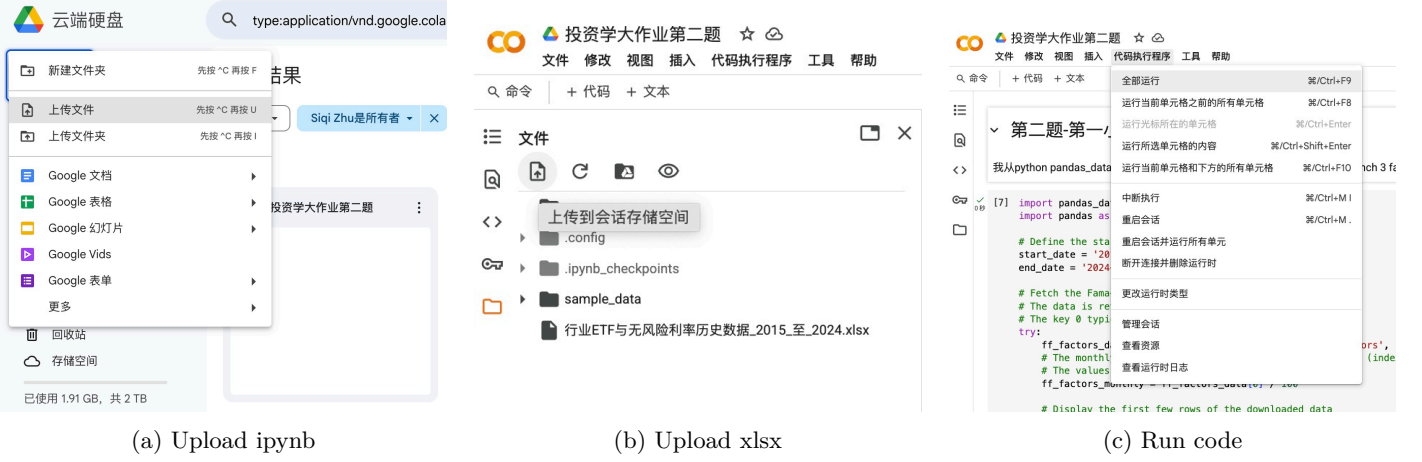 云端硬盘
type:application/vnd.google.cola
新建文件夹 先按 ^C 再按 F
结果
上传文件 先按 ^C 再按 U
Siqi Zhu是所有者
上传文件夹 先按 ^C 再按 I
Google 文档
Google 表格
投资学大作业第二题
Google 幻灯片
Google Vids
Google 表单
更多
回收站
存储空间
已使用 1.91 GB，共 2 TB
(a) Upload ipynb
投资学大作业第二题
文件 修改 视图 插入 代码执行程序 工具 帮助
命令 + 代码 + 文本
文件
上传到会话存储空间
.config
.ipynb_checkpoints
sample_data
行业ETF与无风险利率历史数据_2015_至_2024.xlsx
(b) Upload xlsx
投资学大作业第二题
文件 修改 视图 插入 代码执行程序 工具 帮助
命令 + 代码 + 文本
全部运行 ⌘/Ctrl+F9
运行当前单元格之前的所有单元格 ⌘/Ctrl+F8
运行光标所在的单元格 ⌘/Ctrl+Enter
运行所选单元格的内容 ⌘/Ctrl+Shift+Enter
运行当前单元格和下方的所有单元格 ⌘/Ctrl+F10
中断执行 ⌘/Ctrl+M I
重启会话 ⌘/Ctrl+M .
重启会话并运行所有单元
断开连接并删除运行时
更改运行时类型
管理会话
查看资源
查看运行时日志
第二题-第一小
我从python pandas_data nch 3 fa
[7] import pandas_da
0秒 import pandas as
# Define the sta
start_date = '20
end_date = '2024
# Fetch the Fama
# The data is re
# The key 0 typi
try:
ff_factors_da ors',
# The monthl (inde
# The values
ff_factors_monthly = ff_factors_data[0] / 100
# Display the first few rows of the downloaded data
(c) Run code